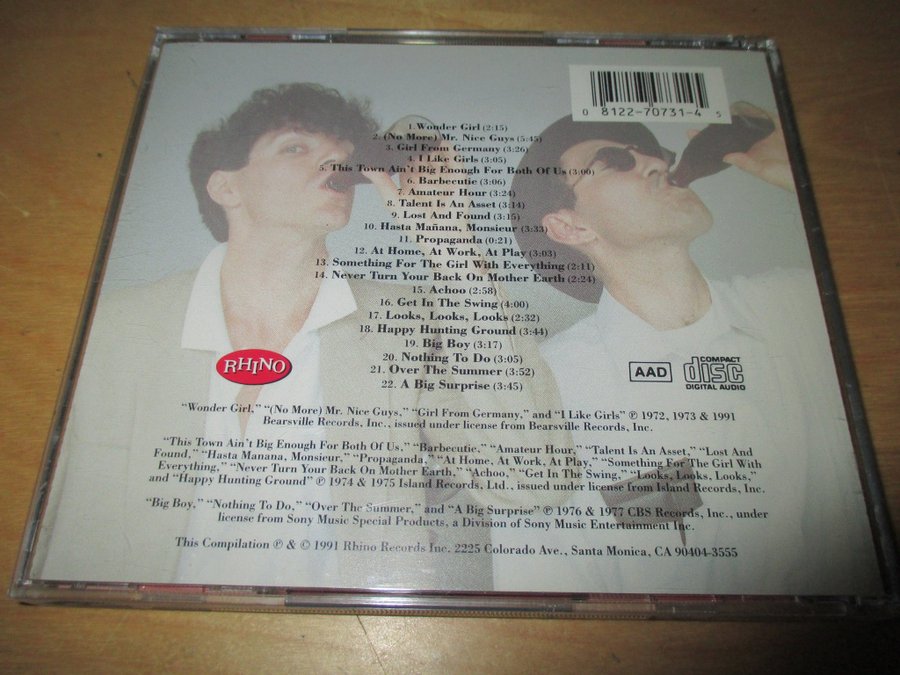 0 8122-70731-4 5
1. Wonder Girl (2:15)
2. (No More) Mr. Nice Guys (5:45)
3. Girl From Germany (3:26)
4. I Like Girls (3:05)
5. This Town Ain't Big Enough For Both Of Us (3:00)
6. Barbecutie (3:06)
7. Amateur Hour (3:24)
8. Talent Is An Asset (3:14)
9. Lost And Found (3:15)
10. Hasta Mañana, Monsieur (3:33)
11. Propaganda (0:21)
12. At Home, At Work, At Play (3:03)
13. Something For The Girl With Everything (2:11)
14. Never Turn Your Back On Mother Earth (2:24)
15. Achoo (2:58)
16. Get In The Swing (4:00)
17. Looks, Looks, Looks (2:32)
18. Happy Hunting Ground (3:44)
19. Big Boy (3:17)
20. Nothing To Do (3:05)
21. Over The Summer (3:52)
22. A Big Surprise (3:45)
RHINO
AAD
COMPACT
disc
DIGITAL AUDIO
"Wonder Girl," "(No More) Mr. Nice Guys," "Girl From Germany," and "I Like Girls" ℗ 1972, 1973 & 1991
Bearsville Records, Inc., issued under license from Bearsville Records, Inc.
"This Town Ain't Big Enough For Both Of Us," "Barbecutie," "Amateur Hour," "Talent Is An Asset," "Lost And
Found," "Hasta Manana, Monsieur," "Propaganda," "At Home, At Work, At Play," "Something For The Girl With
Everything," "Never Turn Your Back On Mother Earth," "Achoo," "Get In The Swing," "Looks, Looks, Looks,"
and "Happy Hunting Ground" ℗ 1974 & 1975 Island Records, Ltd., issued under license from Island Records, Inc.
"Big Boy," "Nothing To Do," "Over The Summer," and "A Big Surprise" ℗ 1976 & 1977 CBS Records, Inc., under
license from Sony Music Special Products, a Division of Sony Music Entertainment Inc.
This Compilation ℗ & © 1991 Rhino Records Inc. 2225 Colorado Ave., Santa Monica, CA 90404-3555